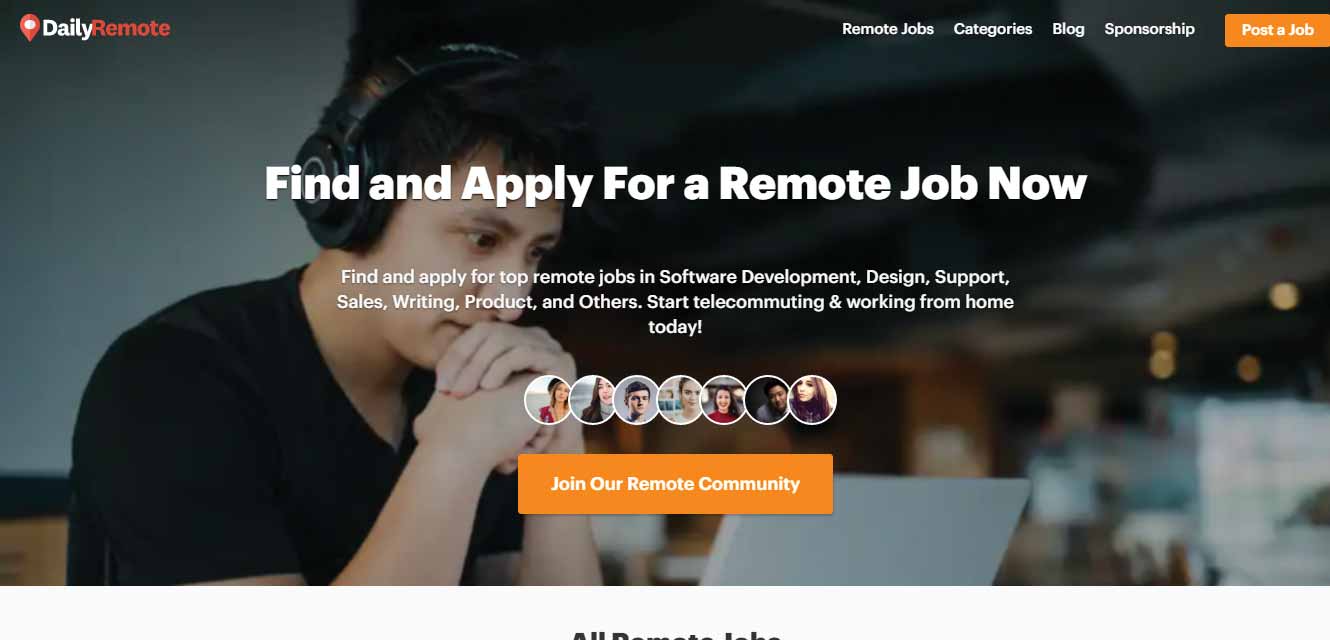 DailyRemote
Remote Jobs
Categories
Blog
Sponsorship
Post a Job
Find and Apply For a Remote Job Now
Find and apply for top remote jobs in Software Development, Design, Support,
Sales, Writing, Product, and Others. Start telecommuting & working from home
today!
Join Our Remote Community
All Remote Jobs